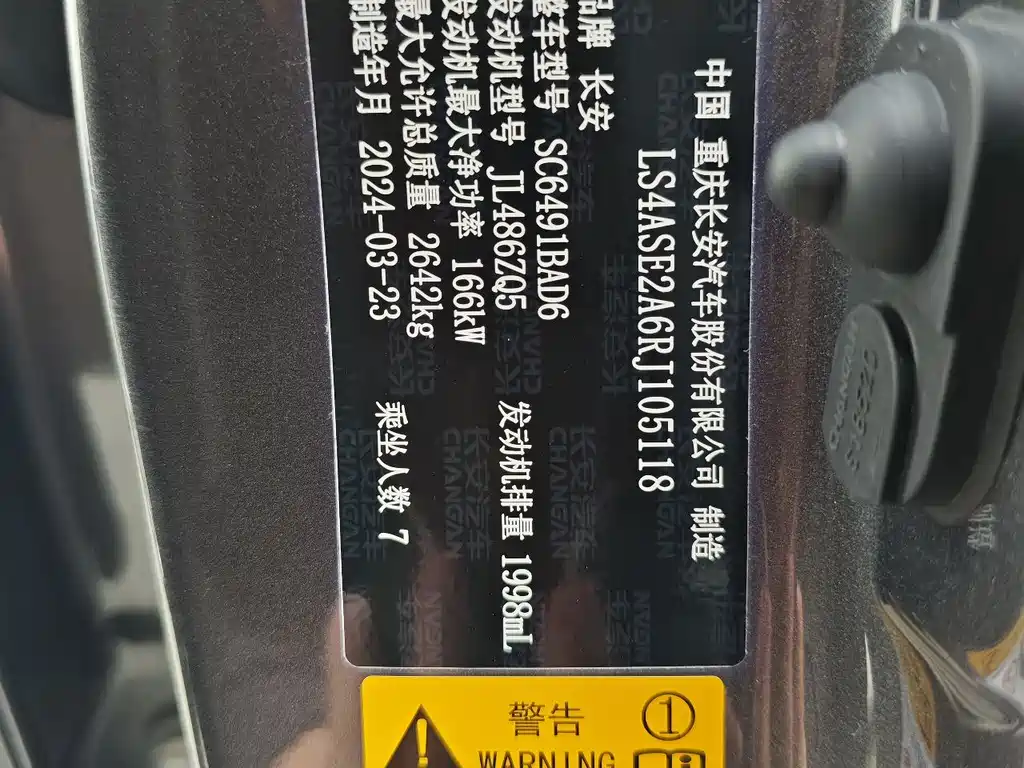 中国 重庆长安汽车股份有限公司 制造
LS4ASE2A6RJ105118
品牌 长安
整车型号 SC6491BAD6
发动机型号 JL486ZQ5 发动机排量 1998mL
发动机最大净功率 166kW
最大允许总质量 2642kg
制造年月 2024-03-23 乘坐人数 7
警告
WARNING
①